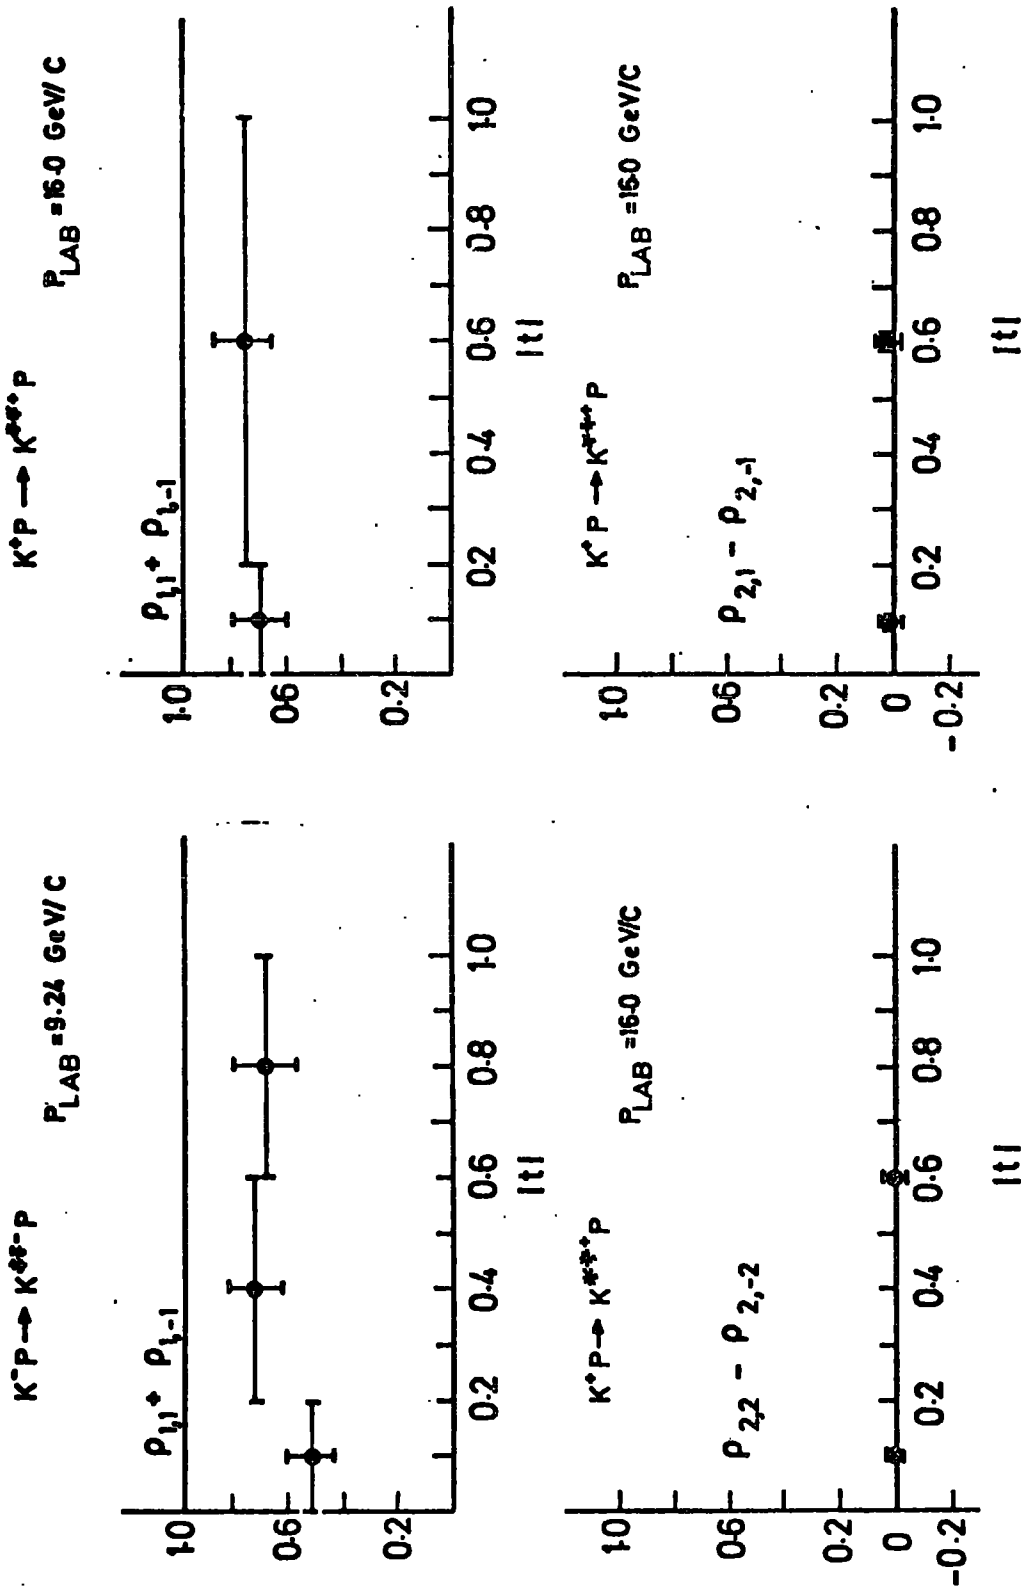 K⁻P → K**⁻P
P_LAB = 9·24 GeV/C
ρ₁,₁ + ρ₁,₋₁
1·0
0·6
0·2
0·2 0·4 0·6 0·8 1·0
|t|
K⁺P → K**⁺P
P_LAB = 16·0 GeV/C
ρ₁,₁ + ρ₁,₋₁
1·0
0·6
0·2
0·2 0·4 0·6 0·8 1·0
|t|
K⁺P → K**⁺P
P_LAB = 16·0 GeV/C
ρ₂,₂ − ρ₂,₋₂
1·0
0·6
0·2
0
-0·2
0·2 0·4 0·6 0·8 1·0
|t|
K⁺P → K**⁺P
P_LAB = 16·0 GeV/C
ρ₂,₁ − ρ₂,₋₁
1·0
0·6
0·2
0
-0·2
0·2 0·4 0·6 0·8 1·0
|t|